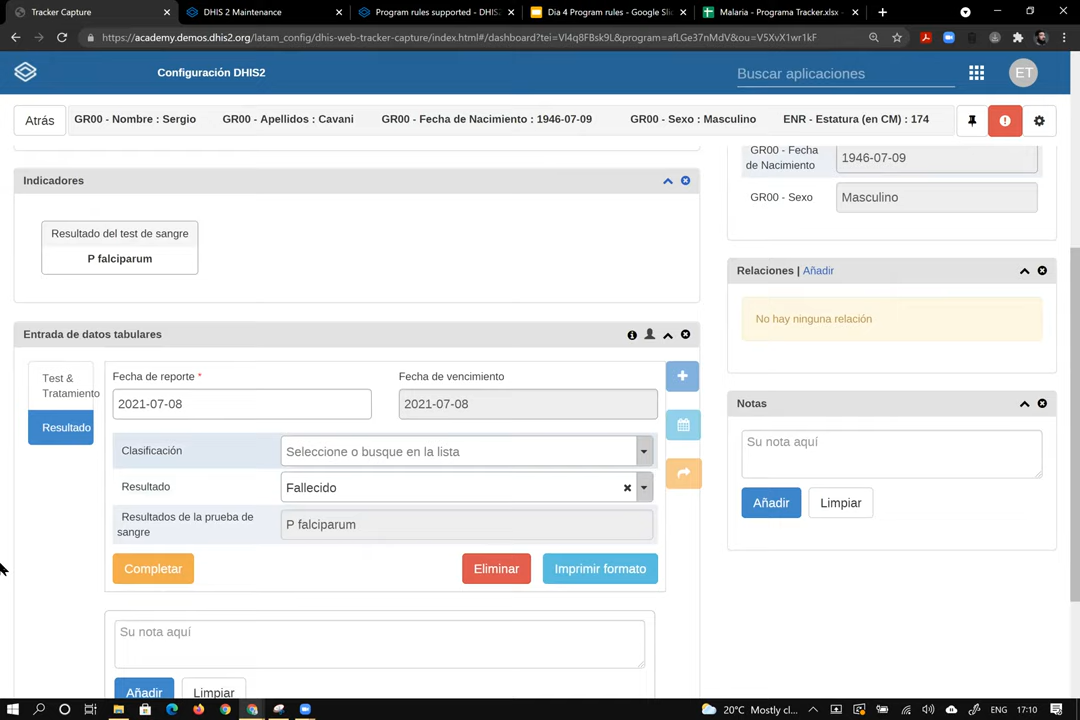 Tracker Capture
DHIS 2 Maintenance
Program rules supported - DHIS
Dia 4 Program rules - Google Slic
Malaria - Programa Tracker.xlsx -
https://academy.demos.dhis2.org/latam_config/dhis-web-tracker-capture/index.html#/dashboard?tei=Vl4q8FBsk9L&program=afLGe37nMdV&ou=V5XvX1wr1kF
Configuración DHIS2
Buscar aplicaciones
ET
Atrás
GR00 - Nombre : Sergio
GR00 - Apellidos : Cavani
GR00 - Fecha de Nacimiento : 1946-07-09
GR00 - Sexo : Masculino
ENR - Estatura (en CM) : 174
GR00 - Fecha
de Nacimiento
1946-07-09
GR00 - Sexo
Masculino
Indicadores
Resultado del test de sangre
P falciparum
Relaciones | Añadir
No hay ninguna relación
Entrada de datos tabulares
Test &
Tratamiento
Resultado
Fecha de reporte *
Fecha de vencimiento
2021-07-08
2021-07-08
Clasificación
Seleccione o busque en la lista
Resultado
Fallecido
Resultados de la prueba de
sangre
P falciparum
Completar
Eliminar
Imprimir formato
Su nota aquí
Añadir
Limpiar
Notas
Su nota aquí
Añadir
Limpiar
20°C Mostly cl...
ENG
17:10